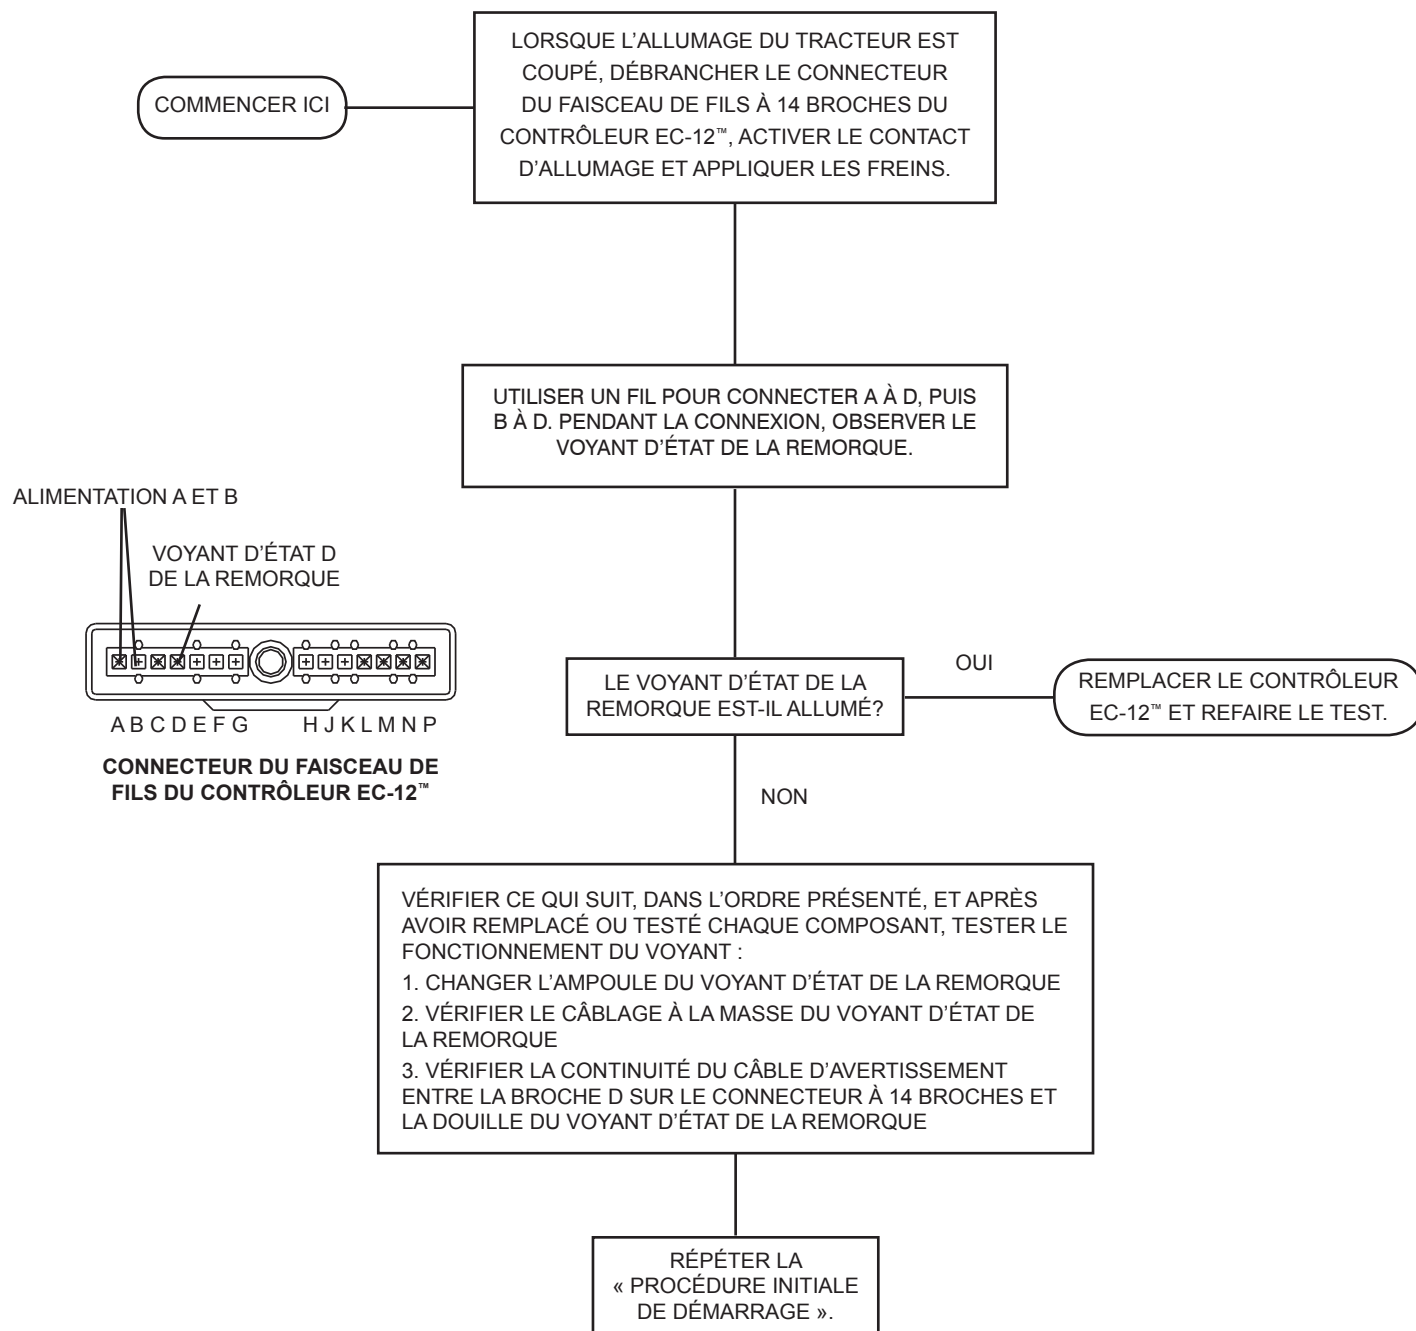 COMMENCER ICI
LORSQUE L'ALLUMAGE DU TRACTEUR EST
COUPÉ, DÉBRANCHER LE CONNECTEUR
DU FAISCEAU DE FILS À 14 BROCHES DU
CONTRÔLEUR EC-12™, ACTIVER LE CONTACT
D'ALLUMAGE ET APPLIQUER LES FREINS.
UTILISER UN FIL POUR CONNECTER A À D, PUIS
B À D. PENDANT LA CONNEXION, OBSERVER LE
VOYANT D'ÉTAT DE LA REMORQUE.
ALIMENTATION A ET B
VOYANT D'ÉTAT D
DE LA REMORQUE
A B C D E F G H J K L M N P
CONNECTEUR DU FAISCEAU DE
FILS DU CONTRÔLEUR EC-12™
LE VOYANT D'ÉTAT DE LA
REMORQUE EST-IL ALLUMÉ?
OUI
REMPLACER LE CONTRÔLEUR
EC-12™ ET REFAIRE LE TEST.
NON
VÉRIFIER CE QUI SUIT, DANS L'ORDRE PRÉSENTÉ, ET APRÈS
AVOIR REMPLACÉ OU TESTÉ CHAQUE COMPOSANT, TESTER LE
FONCTIONNEMENT DU VOYANT :
1. CHANGER L'AMPOULE DU VOYANT D'ÉTAT DE LA REMORQUE
2. VÉRIFIER LE CÂBLAGE À LA MASSE DU VOYANT D'ÉTAT DE
LA REMORQUE
3. VÉRIFIER LA CONTINUITÉ DU CÂBLE D'AVERTISSEMENT
ENTRE LA BROCHE D SUR LE CONNECTEUR À 14 BROCHES ET
LA DOUILLE DU VOYANT D'ÉTAT DE LA REMORQUE
RÉPÉTER LA
« PROCÉDURE INITIALE
DE DÉMARRAGE ».